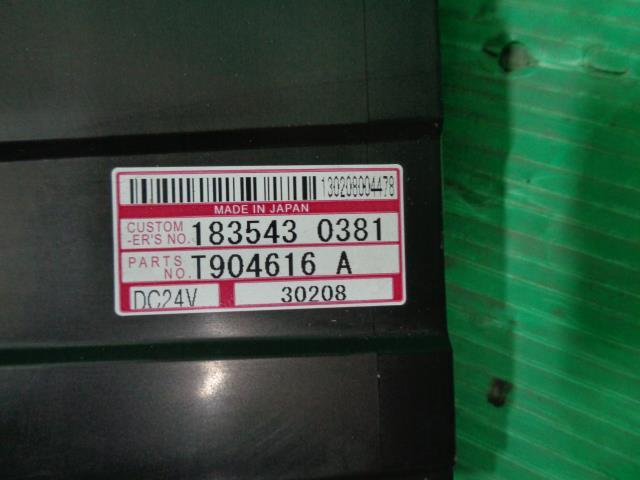 130208004478
MADE IN JAPAN
CUSTOM
-ER'S NO. 183543 0381
PARTS
NO. T904616 A
DC24V 30208